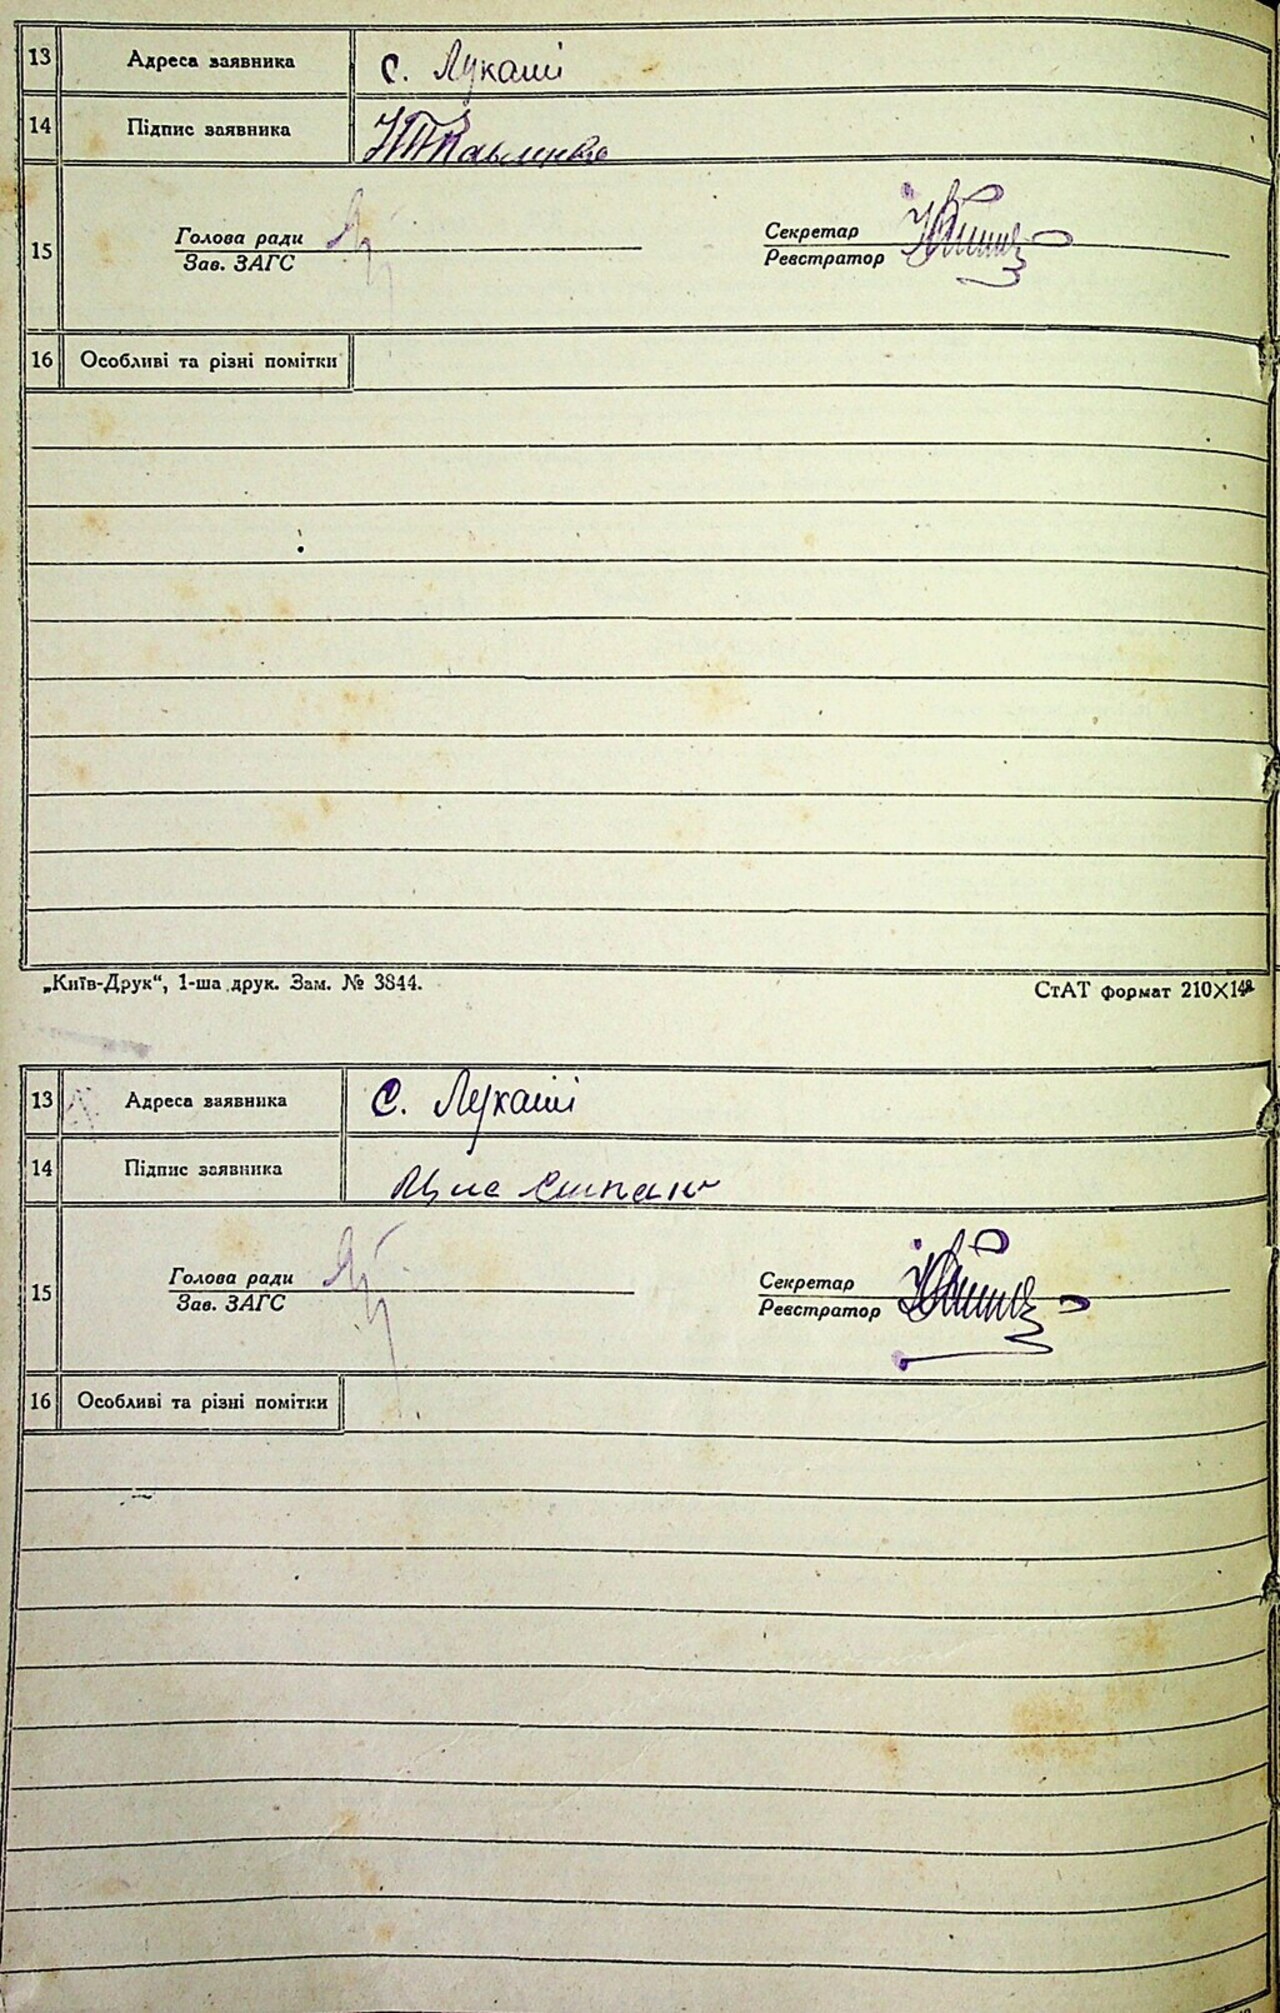 13 Адреса заявника с. Лукаші
14 Підпис заявника
15 Голова ради Секретар
Зав. ЗАГС Реєстратор
16 Особливі та різні помітки
„Київ-Друк“, 1-ша друк. Зам. № 3844. СтАТ формат 210X148
13 Адреса заявника с. Лукаші
14 Підпис заявника
15 Голова ради Секретар
Зав. ЗАГС Реєстратор
16 Особливі та різні помітки